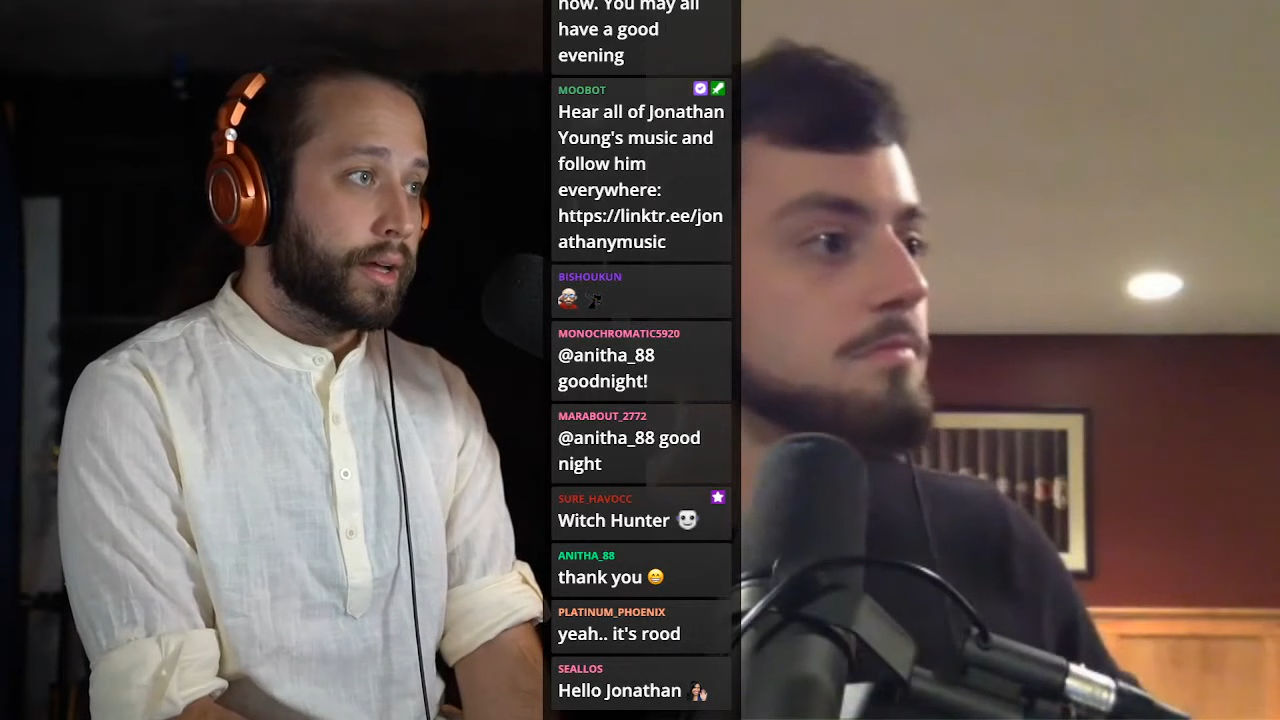 now. You may all
have a good
evening
MOOBOT
Hear all of Jonathan
Young's music and
follow him
everywhere:
https://linktr.ee/jon
athanymusic
BISHOUKUN
MONOCHROMATIC5920
@anitha_88
goodnight!
MARABOUT_2772
@anitha_88 good
night
SURE_HAVOCC
Witch Hunter
ANITHA_88
thank you 😁
PLATINUM_PHOENIX
yeah.. it's rood
SEALLOS
Hello Jonathan